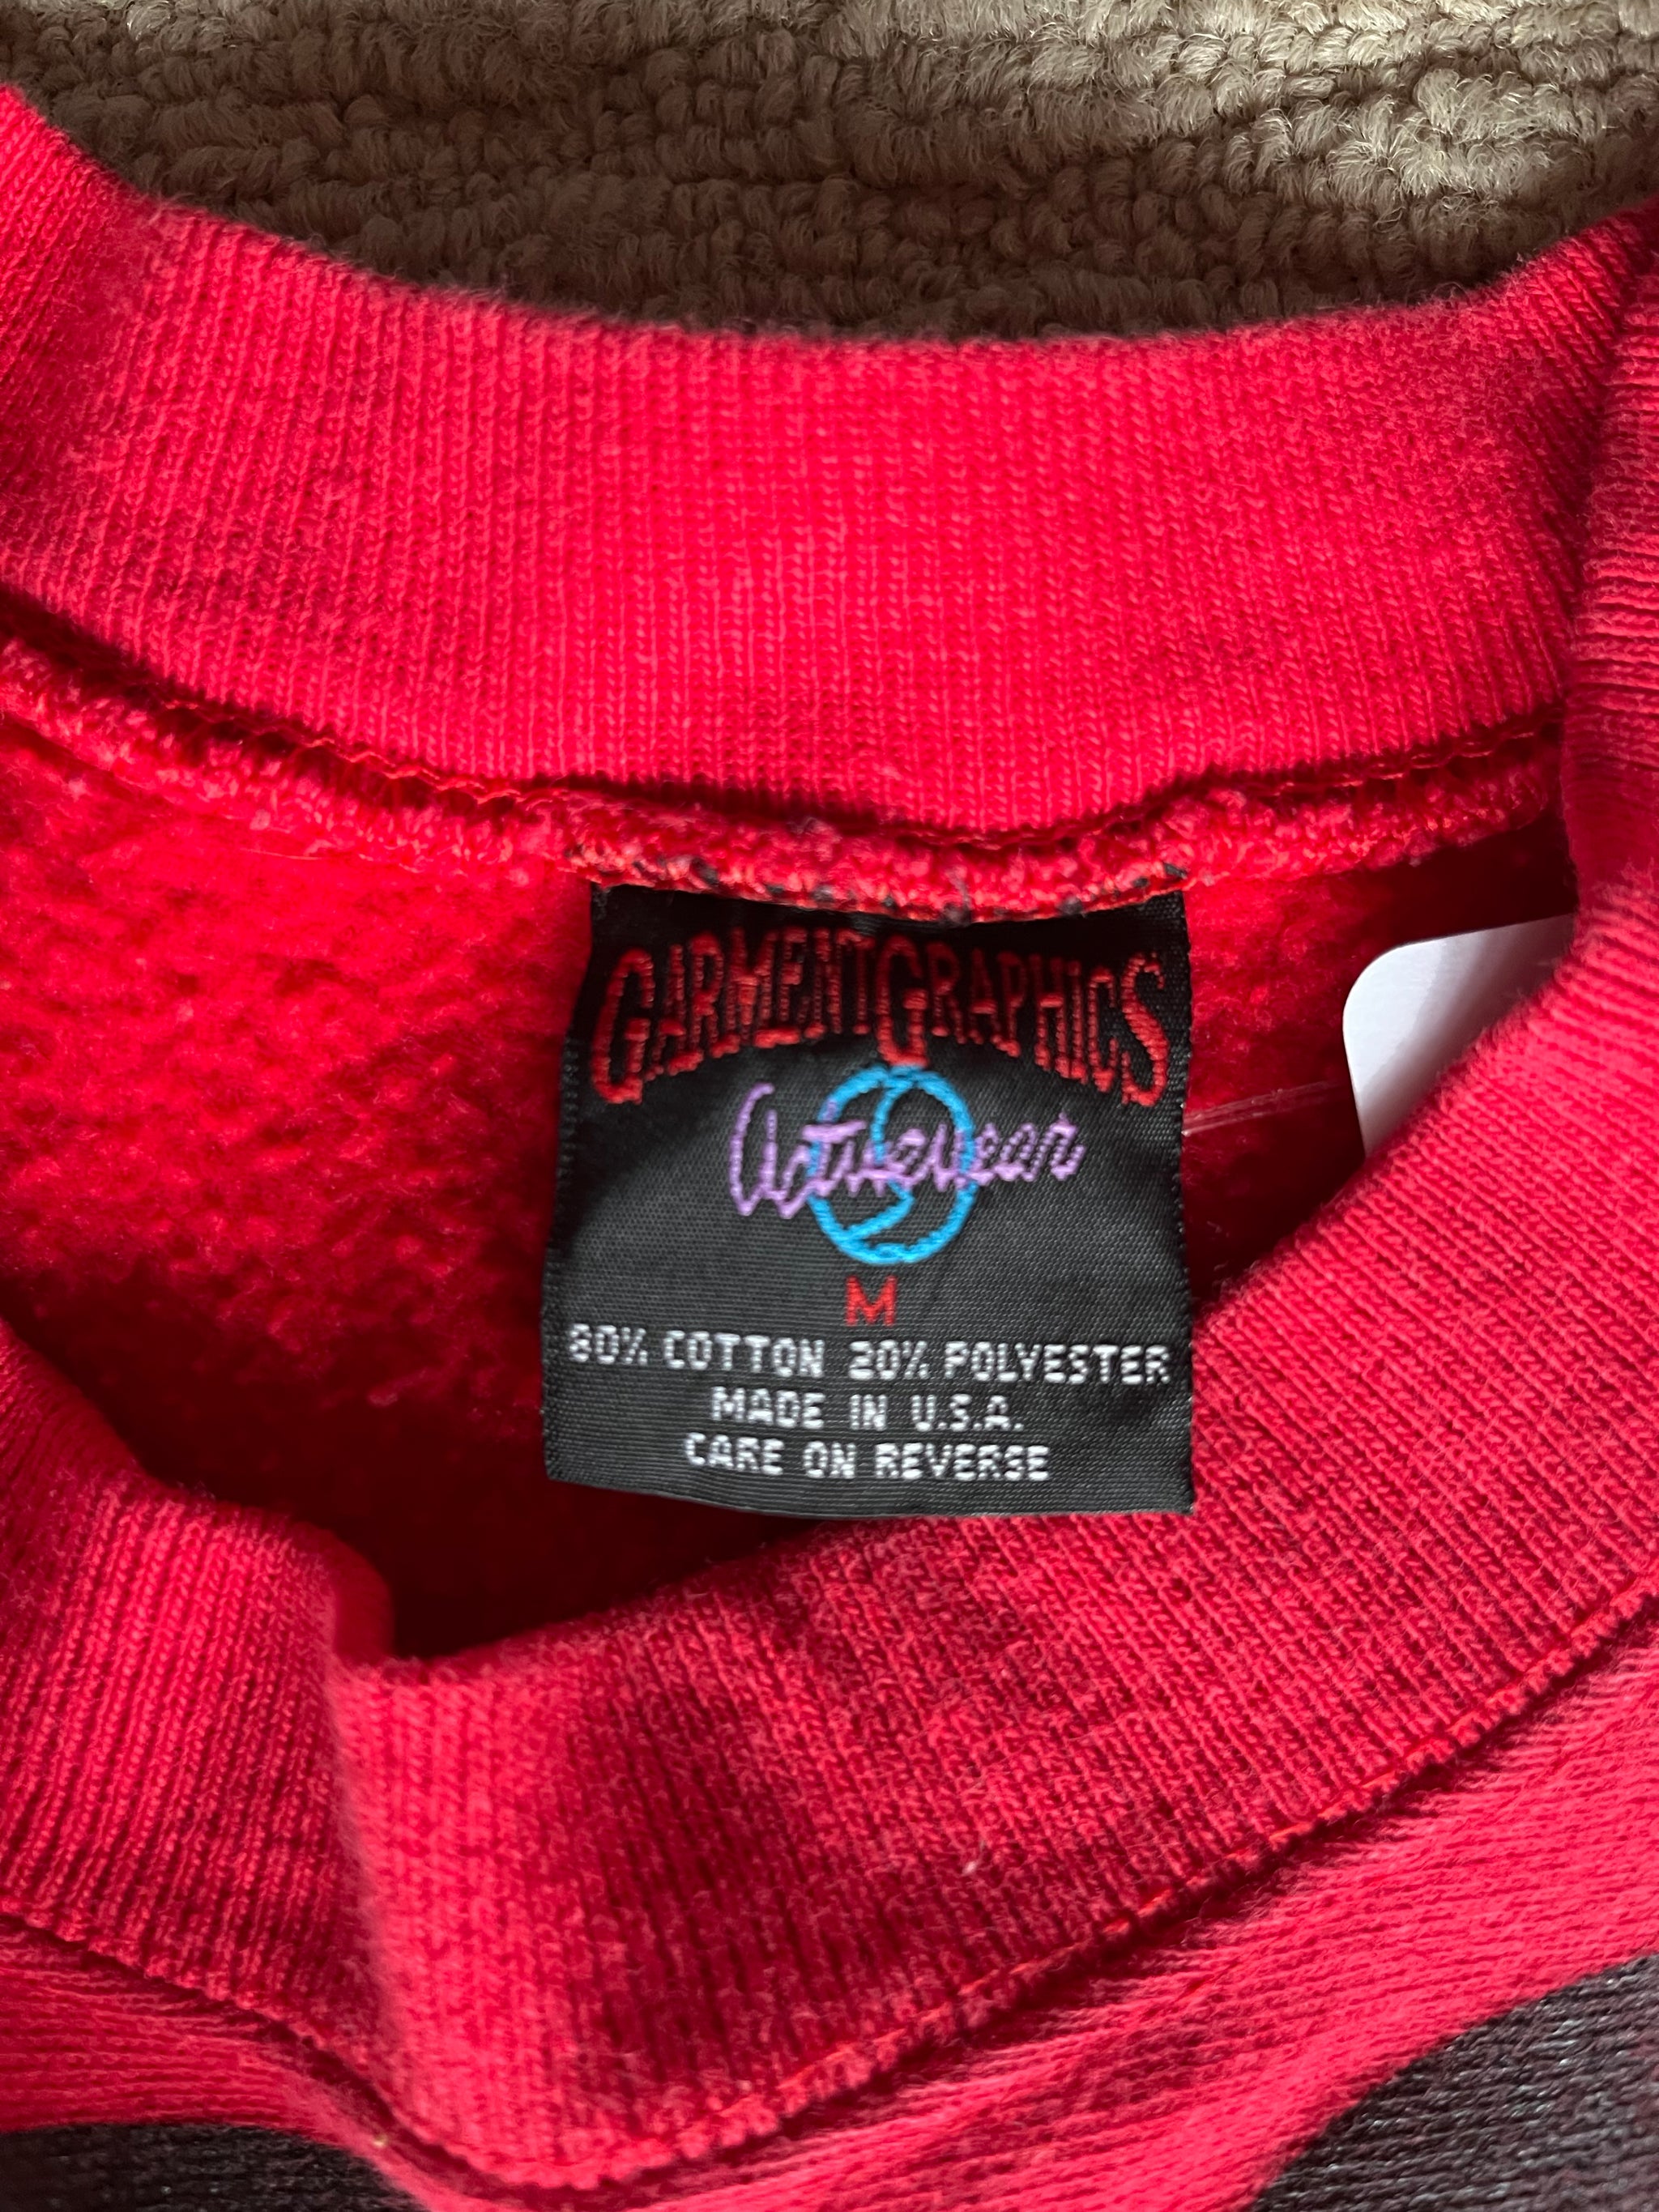 GARMENTGRAPHICS
Activewear
M
80% COTTON 20% POLYESTER
MADE IN U.S.A.
CARE ON REVERSE